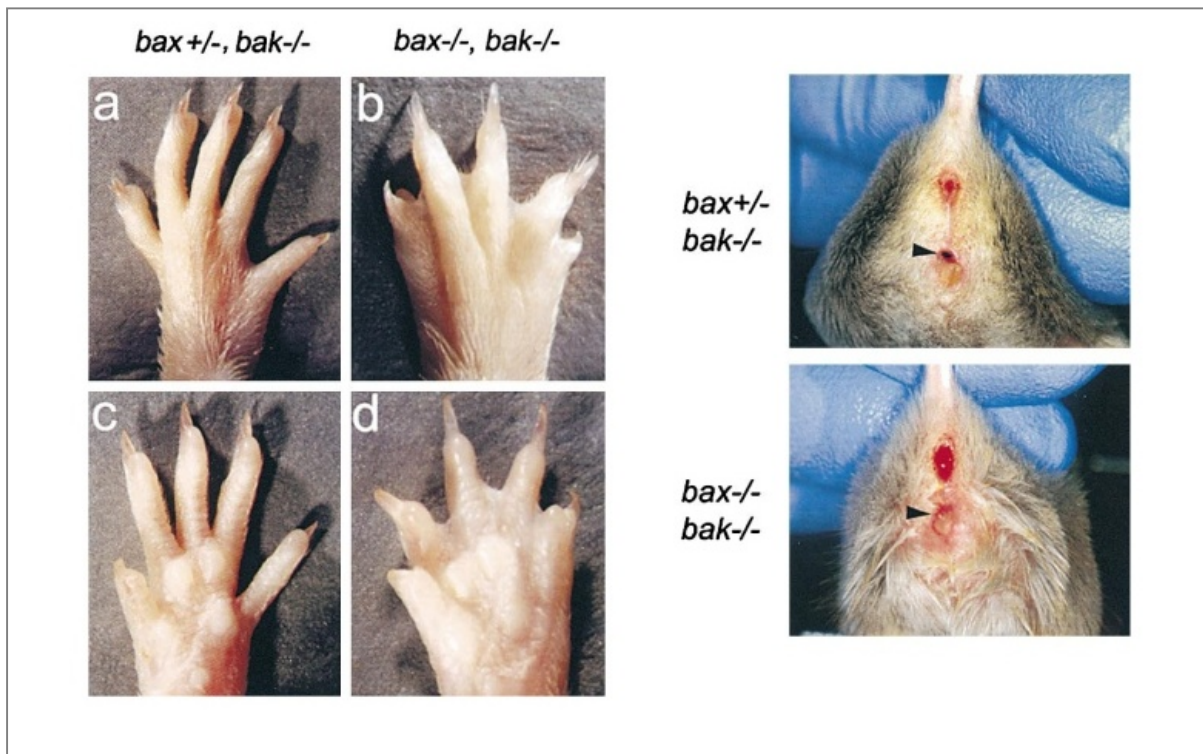 bax+/-, bak-/-
bax-/-, bak-/-
a
b
c
d
bax+/-
bak-/-
bax-/-
bak-/-